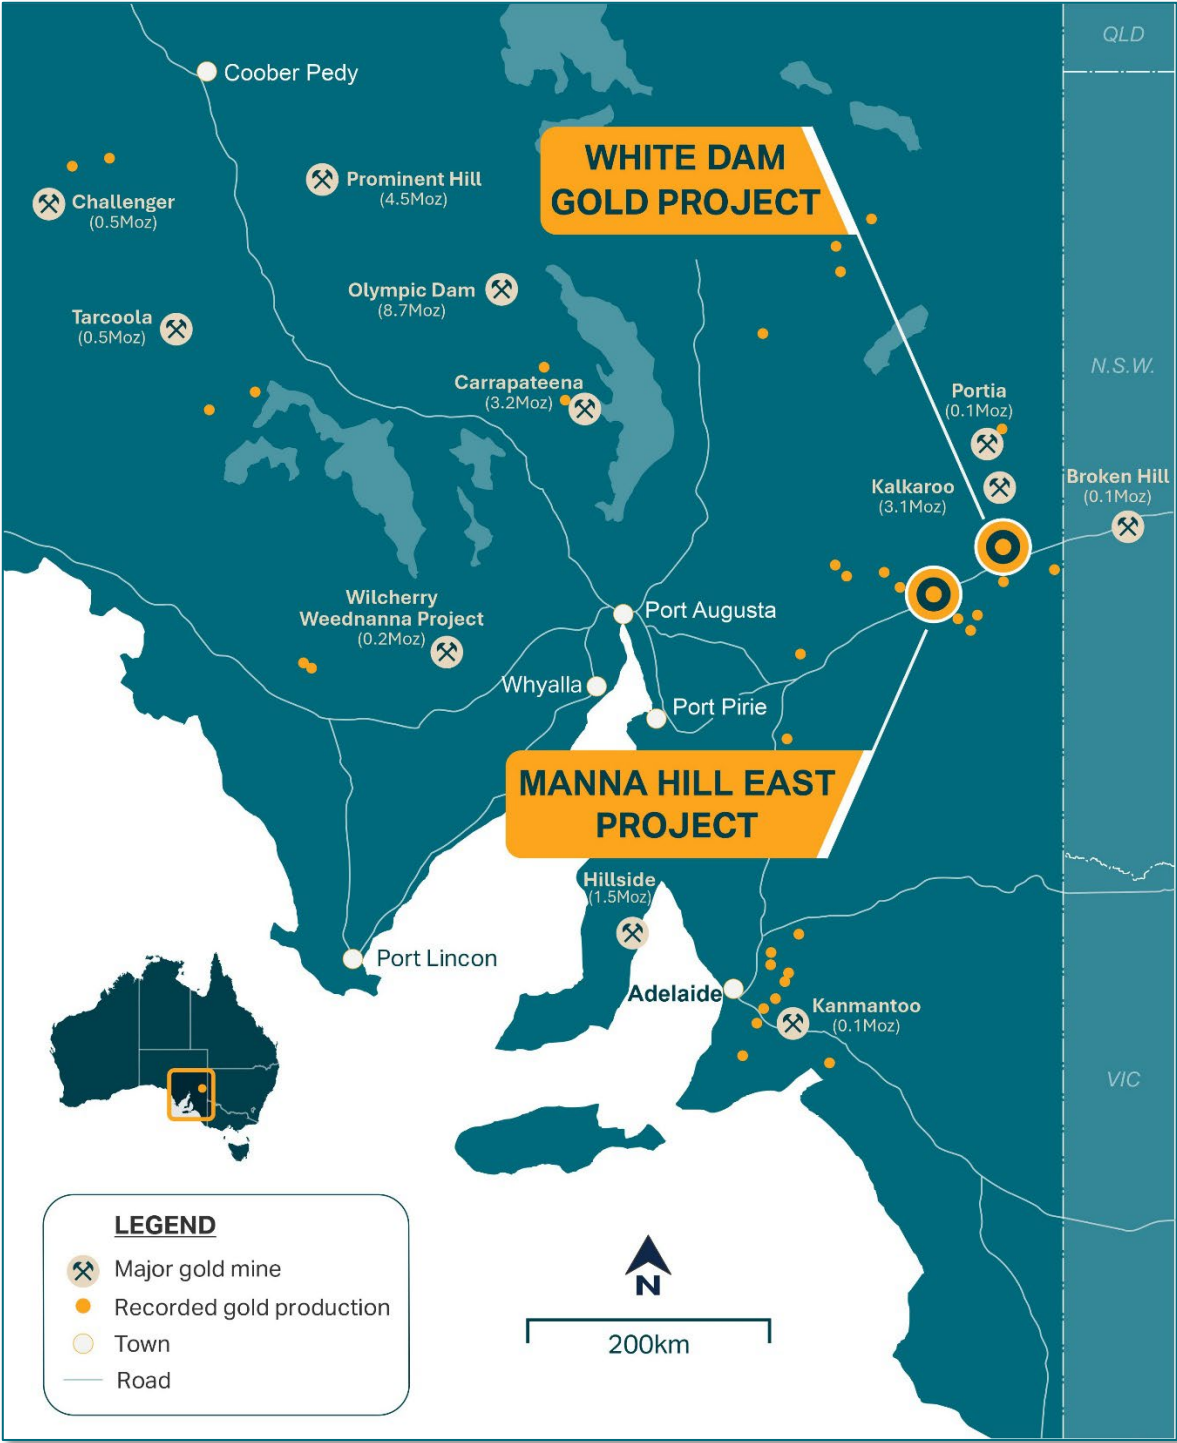 QLD
Coober Pedy
WHITE DAM
GOLD PROJECT
Prominent Hill
(4.5Moz)
Challenger
(0.5Moz)
Olympic Dam
(8.7Moz)
Tarcoola
(0.5Moz)
N.S.W.
Carrapateena
(3.2Moz)
Portia
(0.1Moz)
Kalkaroo
(3.1Moz)
Broken Hill
(0.1Moz)
Wilcherry
Weednanna Project
(0.2Moz)
Port Augusta
Whyalla
Port Pirie
MANNA HILL EAST
PROJECT
Hillside
(1.5Moz)
Port Lincon
Adelaide
Kanmantoo
(0.1Moz)
VIC
LEGEND
Major gold mine
Recorded gold production
Town
Road
N
200km